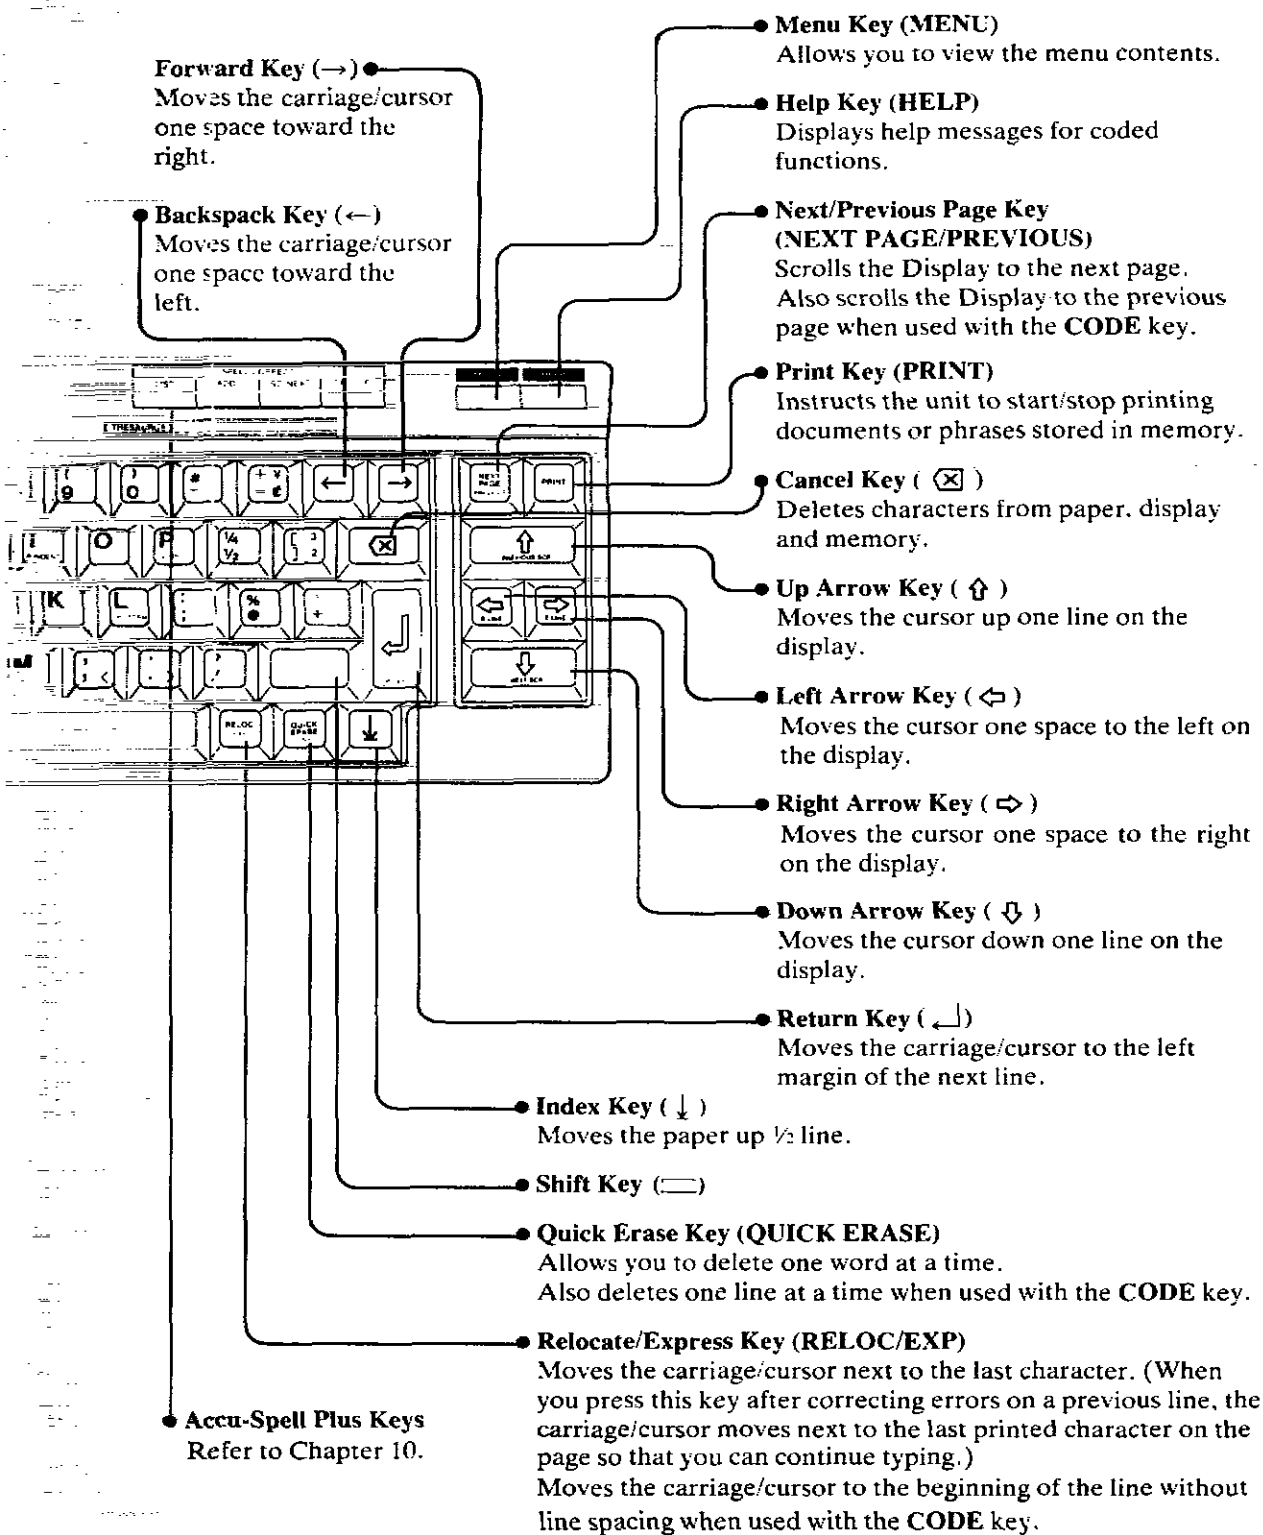 Menu Key (MENU)
Allows you to view the menu contents.
Forward Key (→)
Moves the carriage/cursor
one space toward the
right.
Help Key (HELP)
Displays help messages for coded
functions.
Backspack Key (←)
Moves the carriage/cursor
one space toward the
left.
Next/Previous Page Key
(NEXT PAGE/PREVIOUS)
Scrolls the Display to the next page.
Also scrolls the Display to the previous
page when used with the CODE key.
Print Key (PRINT)
Instructs the unit to start/stop printing
documents or phrases stored in memory.
Cancel Key ( ⌫ )
Deletes characters from paper. display
and memory.
Up Arrow Key ( ⇧ )
Moves the cursor up one line on the
display.
Left Arrow Key ( ⇦ )
Moves the cursor one space to the left on
the display.
Right Arrow Key ( ⇨ )
Moves the cursor one space to the right
on the display.
Down Arrow Key ( ⇩ )
Moves the cursor down one line on the
display.
Return Key ( ↵ )
Moves the carriage/cursor to the left
margin of the next line.
Index Key ( ↓ )
Moves the paper up ½ line.
Shift Key ( )
Quick Erase Key (QUICK ERASE)
Allows you to delete one word at a time.
Also deletes one line at a time when used with the CODE key.
Relocate/Express Key (RELOC/EXP)
Moves the carriage/cursor next to the last character. (When
you press this key after correcting errors on a previous line, the
carriage/cursor moves next to the last printed character on the
page so that you can continue typing.)
Moves the carriage/cursor to the beginning of the line without
line spacing when used with the CODE key.
Accu-Spell Plus Keys
Refer to Chapter 10.
ADD
THESAURUS
( 9 ) 0 # + ¥ = £ ← → NEXT PAGE PRINT
I O P ¼ ½ [ 3 ] 2 ⌫ ⇧ PREVIOUS SCR
K L % @ + ↵ ⇦ ⇨
⇩ NEXT SCR
RELOC QUICK ERASE ↓